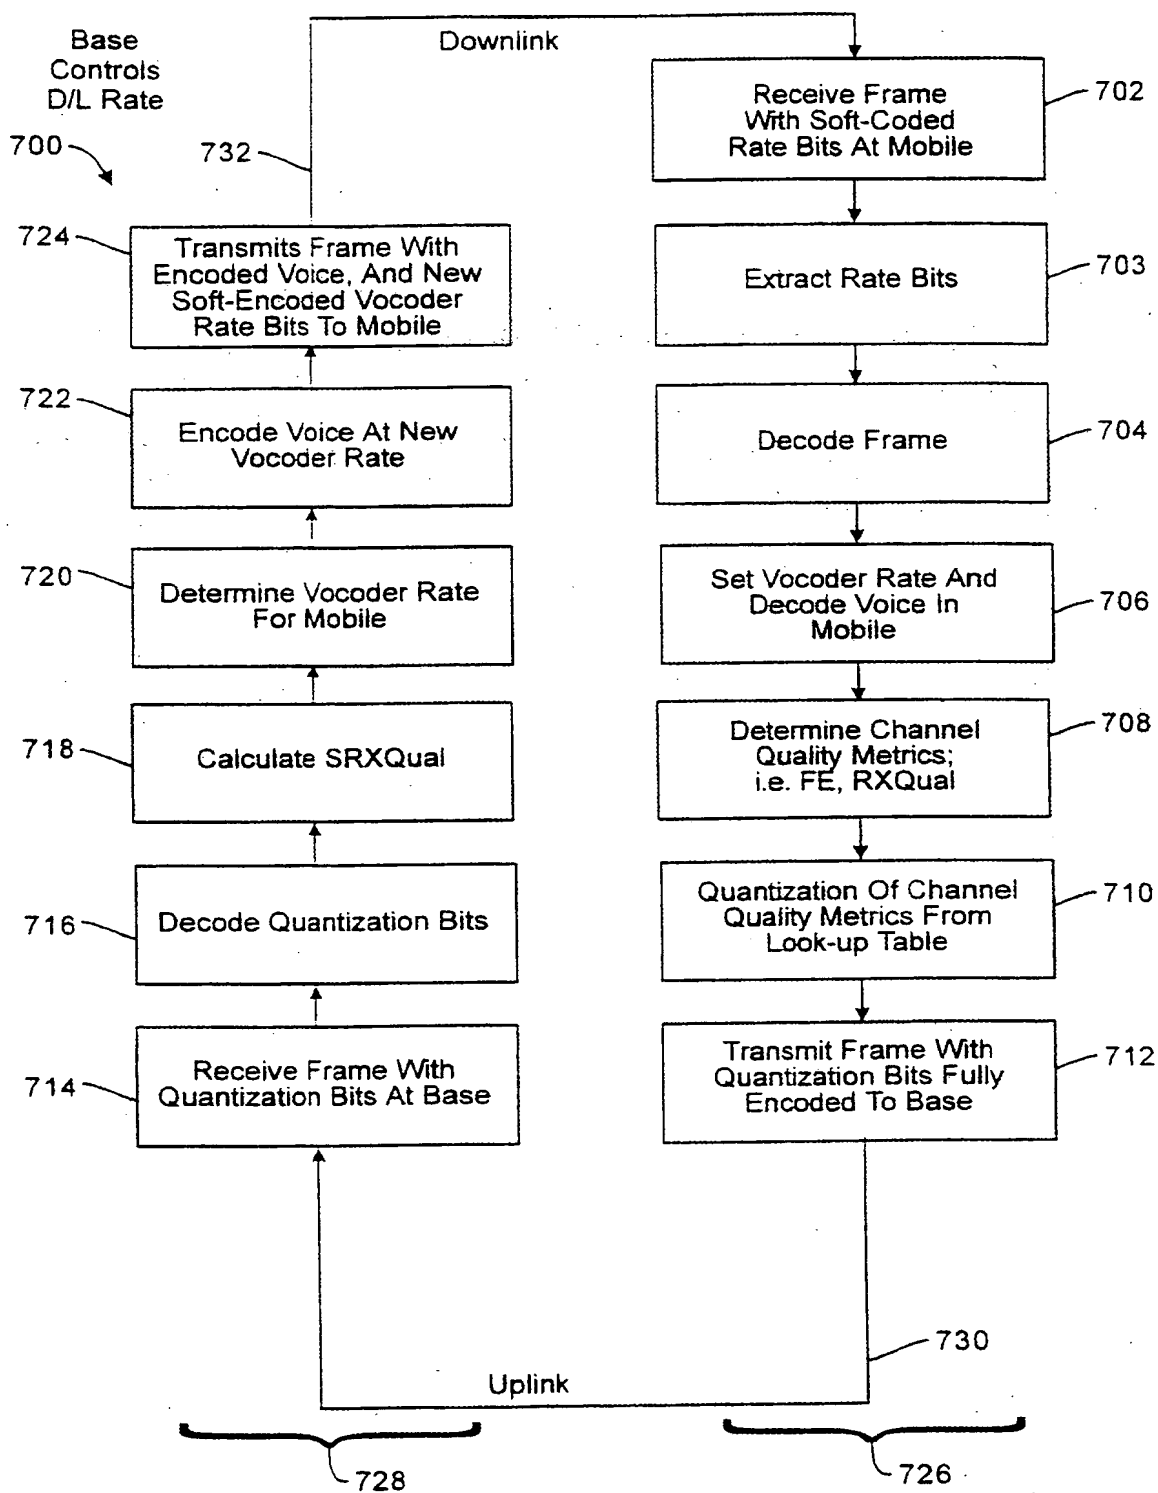 Base
Controls
D/L Rate
700
732
Downlink
724
Transmits Frame With
Encoded Voice, And New
Soft-Encoded Vocoder
Rate Bits To Mobile
722
Encode Voice At New
Vocoder Rate
720
Determine Vocoder Rate
For Mobile
718
Calculate SRXQual
716
Decode Quantization Bits
714
Receive Frame With
Quantization Bits At Base
Receive Frame
With Soft-Coded
Rate Bits At Mobile
702
Extract Rate Bits
703
Decode Frame
704
Set Vocoder Rate And
Decode Voice In
Mobile
706
Determine Channel
Quality Metrics;
i.e. FE, RXQual
708
Quantization Of Channel
Quality Metrics From
Look-up Table
710
Transmit Frame With
Quantization Bits Fully
Encoded To Base
712
730
Uplink
728
726